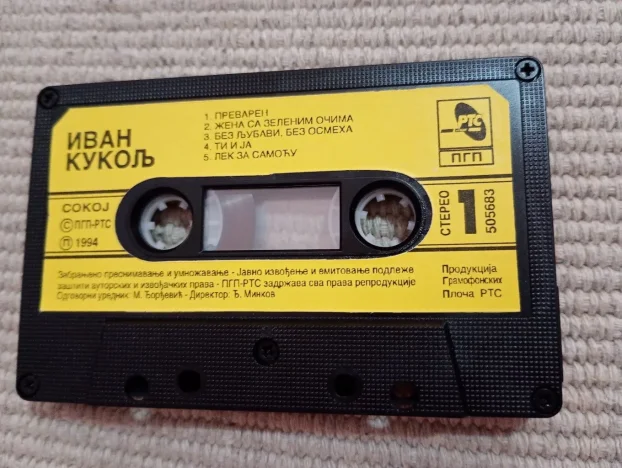 ИВАН
КУКОЉ
1. ПРЕВАРЕН
2. ЖЕНА СА ЗЕЛЕНИМ ОЧИМА
3. БЕЗ ЉУБАВИ, БЕЗ ОСМЕХА
4. ТИ И ЈА
5. ЛЕК ЗА САМОЋУ
РТС
ПГП
СОКОЈ
© ПГП-РТС
Ⓟ 1994
СТЕРЕО
1
505683
Забрањено преснимавање и умножавање - Јавно извођење и емитовање подлеже
заштити ауторских и извођачких права - ПГП-РТС задржава сва права репродукције
Одговорни уредник: М. Ђорђевић - Директор: Ђ. Минков
Продукција
Грамофонских
Плоча РТС